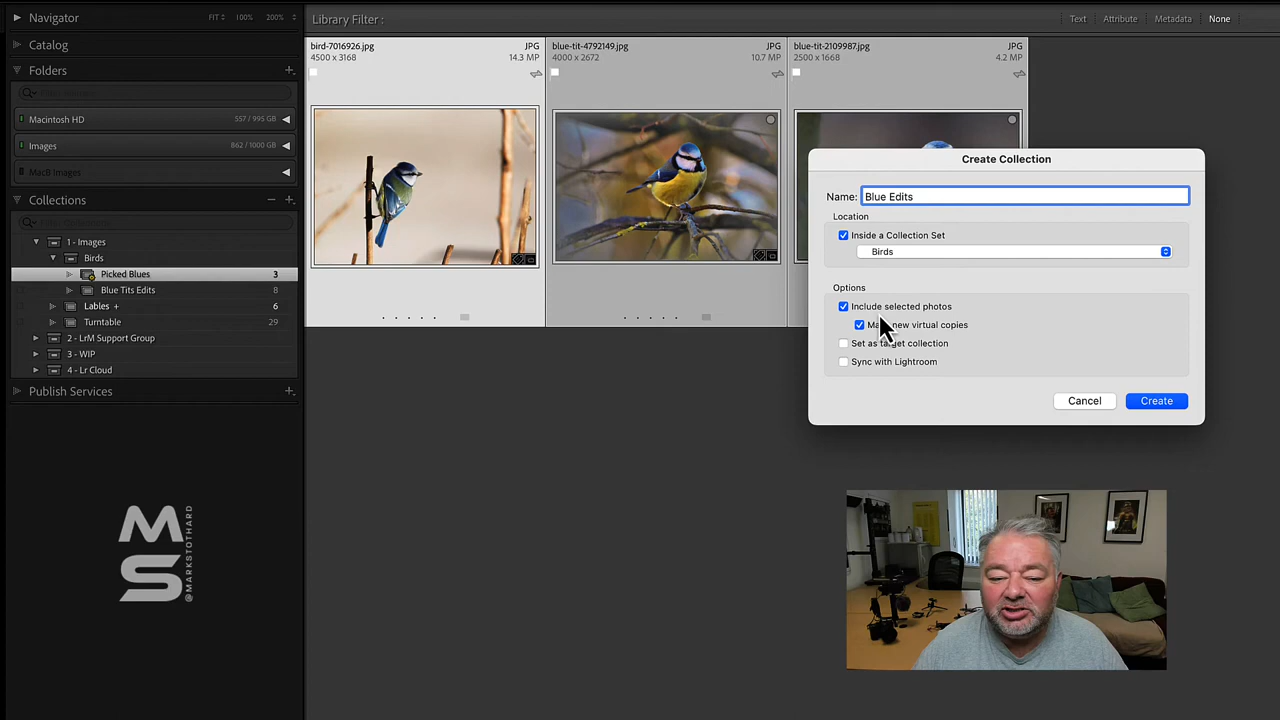 Navigator
FIT
100%
200%
Library Filter :
Text
Attribute
Metadata
None
Catalog
Folders
Macintosh HD
557 / 995 GB
Images
862 / 1000 GB
MacB Images
Collections
1 - Images
Birds
Picked Blues 3
Blue Tits Edits 8
Lables + 6
Turntable 29
2 - LrM Support Group
3 - WIP
4 - Lr Cloud
Publish Services
bird-7016926.jpg JPG
4500 x 3168 14.3 MP
blue-tit-4792149.jpg JPG
4000 x 2672 10.7 MP
blue-tit-2109987.jpg JPG
2500 x 1668 4.2 MP
Create Collection
Name: Blue Edits
Location
Inside a Collection Set
Birds
Options
Include selected photos
new virtual copies
Set as target collection
Sync with Lightroom
Cancel
Create
MS
@MARKSTOTHARD